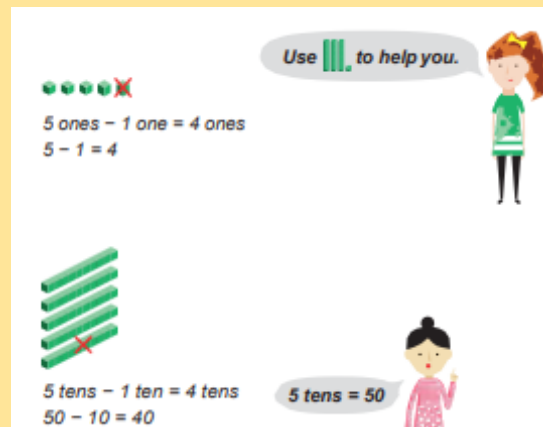 Use to help you.
5 ones − 1 one = 4 ones
5 − 1 = 4
5 tens − 1 ten = 4 tens
50 − 10 = 40
5 tens = 50